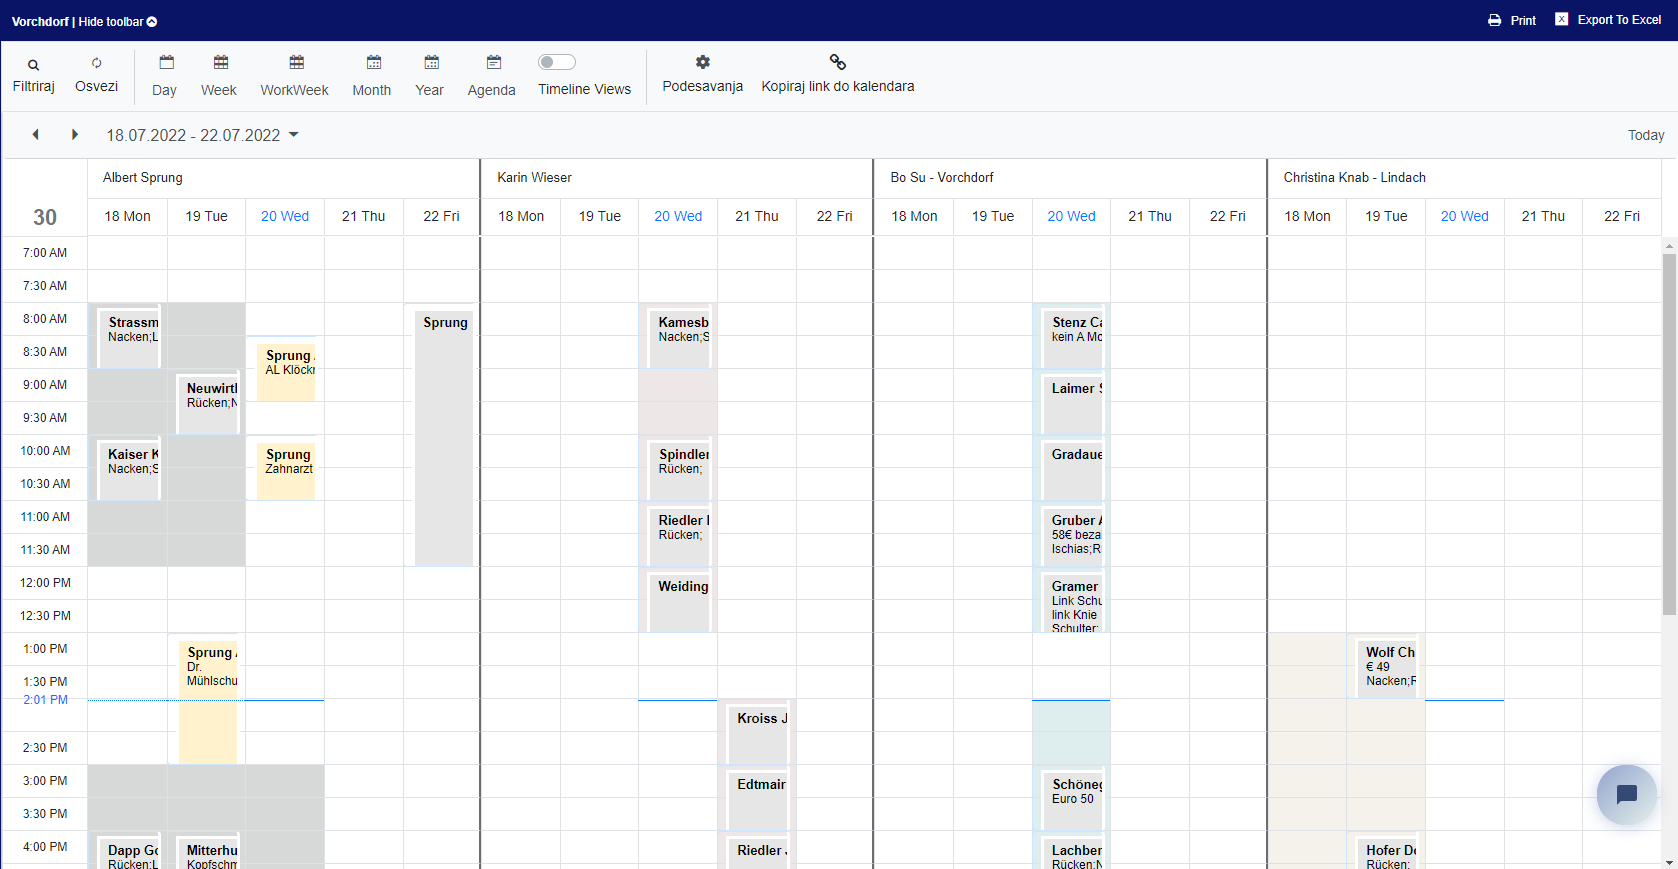 Vorchdorf | Hide toolbar
Print
Export To Excel
Filtriraj
Osvezi
Day
Week
WorkWeek
Month
Year
Agenda
Timeline Views
Podesavanja
Kopiraj link do kalendara
18.07.2022 - 22.07.2022
Today
Albert Sprung
Karin Wieser
Bo Su - Vorchdorf
Christina Knab - Lindach
30
18 Mon
19 Tue
20 Wed
21 Thu
22 Fri
18 Mon
19 Tue
20 Wed
21 Thu
22 Fri
18 Mon
19 Tue
20 Wed
21 Thu
22 Fri
18 Mon
19 Tue
20 Wed
21 Thu
22 Fri
7:00 AM
7:30 AM
8:00 AM
Strassm
Nacken;L
Sprung
Kamesb
Nacken;S
Stenz Ca
kein A Mo
8:30 AM
Sprung
AL Klöckn
9:00 AM
Neuwirtl
Rücken;N
Laimer S
9:30 AM
10:00 AM
Kaiser K
Nacken;S
Sprung
Zahnarzt
Spindler
Rücken;
Gradaue
10:30 AM
11:00 AM
Riedler
Rücken;
Gruber A
58€ beza
Ischias;R
11:30 AM
12:00 PM
Weiding
Gramer
Link Schu
link Knie
Schulter;
12:30 PM
1:00 PM
Sprung
Dr.
Mühlschu
Wolf Ch
€ 49
Nacken;R
1:30 PM
2:01 PM
Kroiss J
2:30 PM
3:00 PM
Edtmair
Schöneg
Euro 50
3:30 PM
4:00 PM
Dapp Go
Rücken;L
Mitterhu
Kopfschm
Riedler
Lachber
Rücken;N
Hofer De
Rücken;